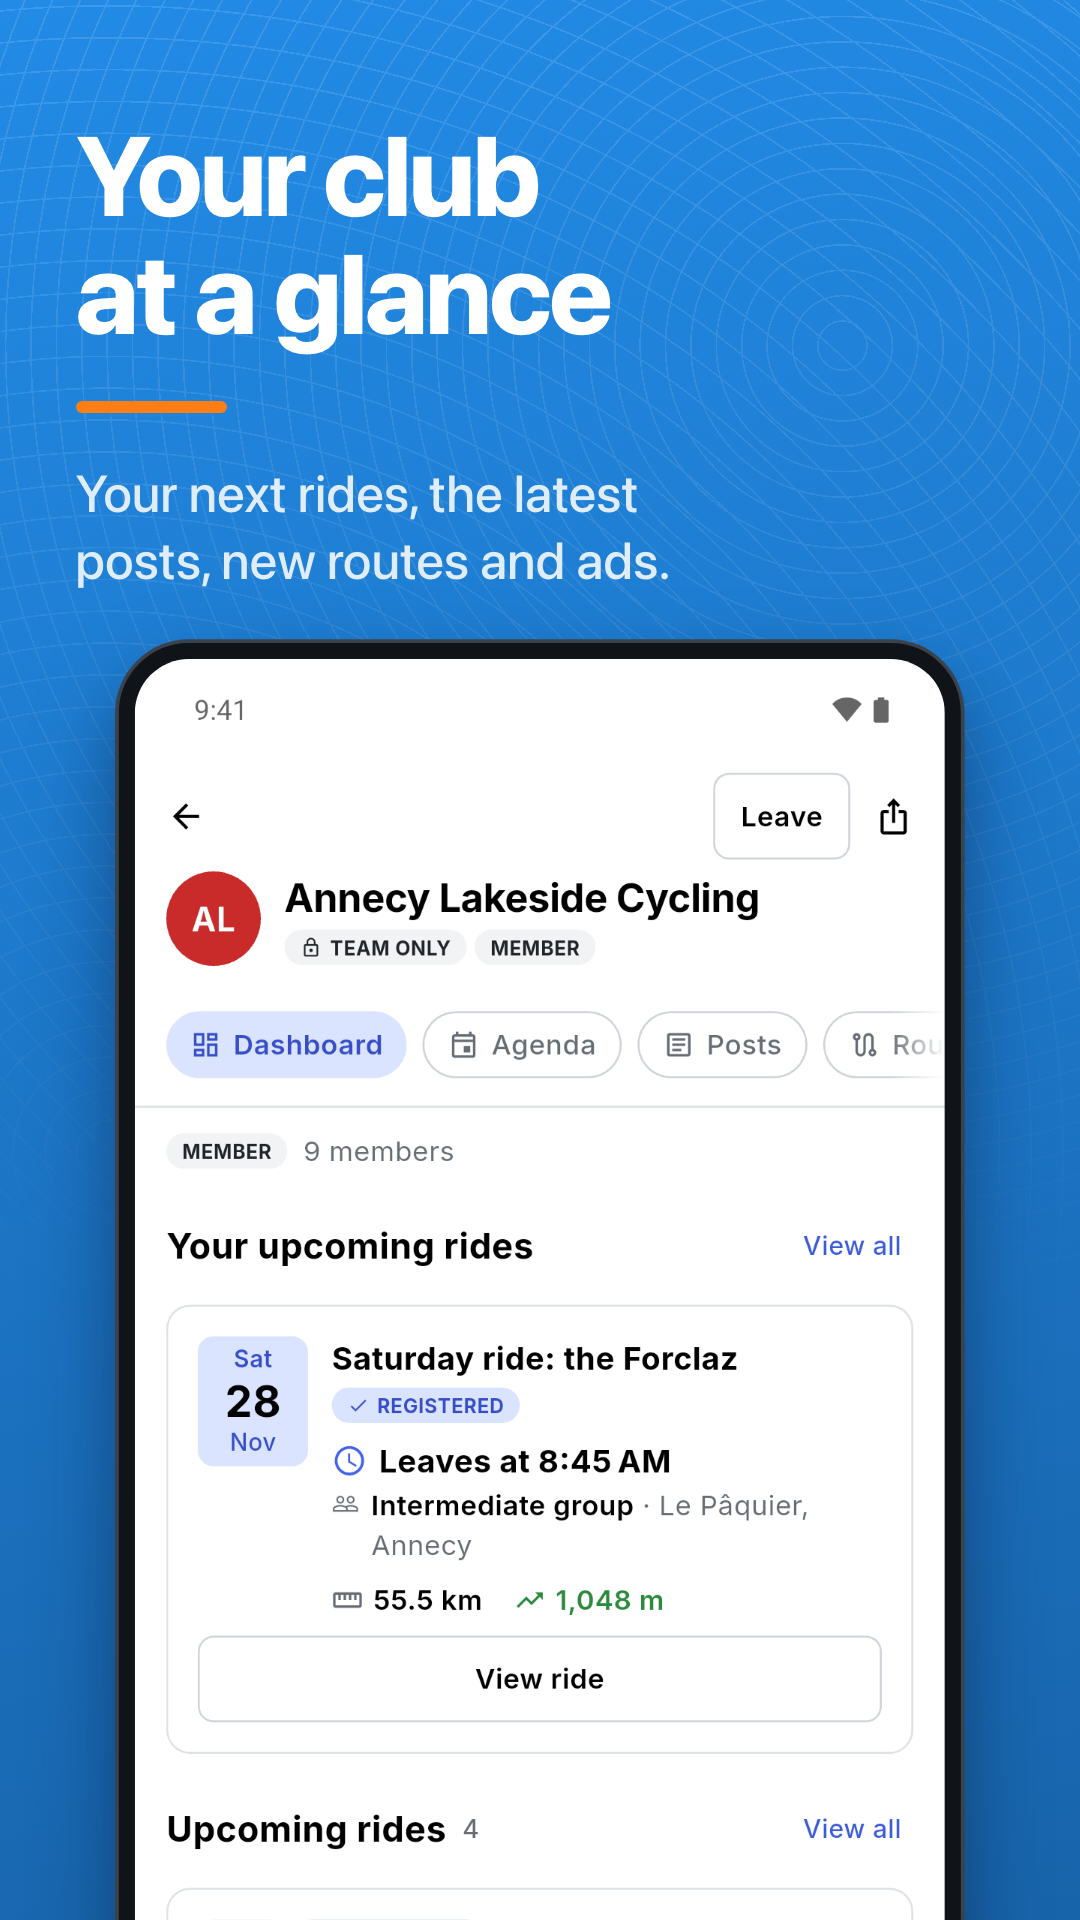 Your club
at a glance
Your next rides, the latest
posts, new routes and ads.
9:41
Leave
AL
Annecy Lakeside Cycling
TEAM ONLY MEMBER
Dashboard Agenda Posts Rou
MEMBER 9 members
Your upcoming rides View all
Sat
28
Nov
Saturday ride: the Forclaz
REGISTERED
Leaves at 8:45 AM
Intermediate group · Le Pâquier,
Annecy
55.5 km 1,048 m
View ride
Upcoming rides 4 View all